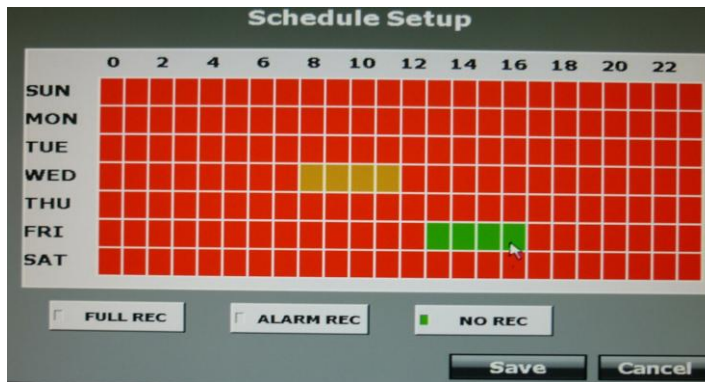 Schedule Setup
0 2 4 6 8 10 12 14 16 18 20 22
SUN
MON
TUE
WED
THU
FRI
SAT
FULL REC ALARM REC NO REC
Save Cancel